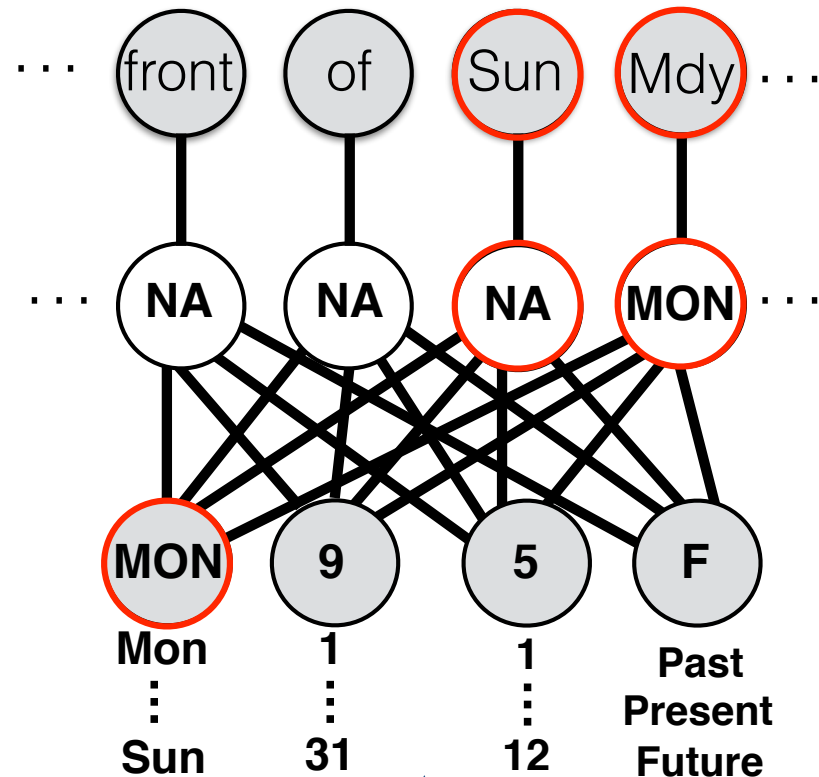 ... front of Sun Mdy ...
... NA NA NA MON ...
MON 9 5 F
Mon 1 1 Past
⋮ ⋮ ⋮ Present
Sun 31 12 Future